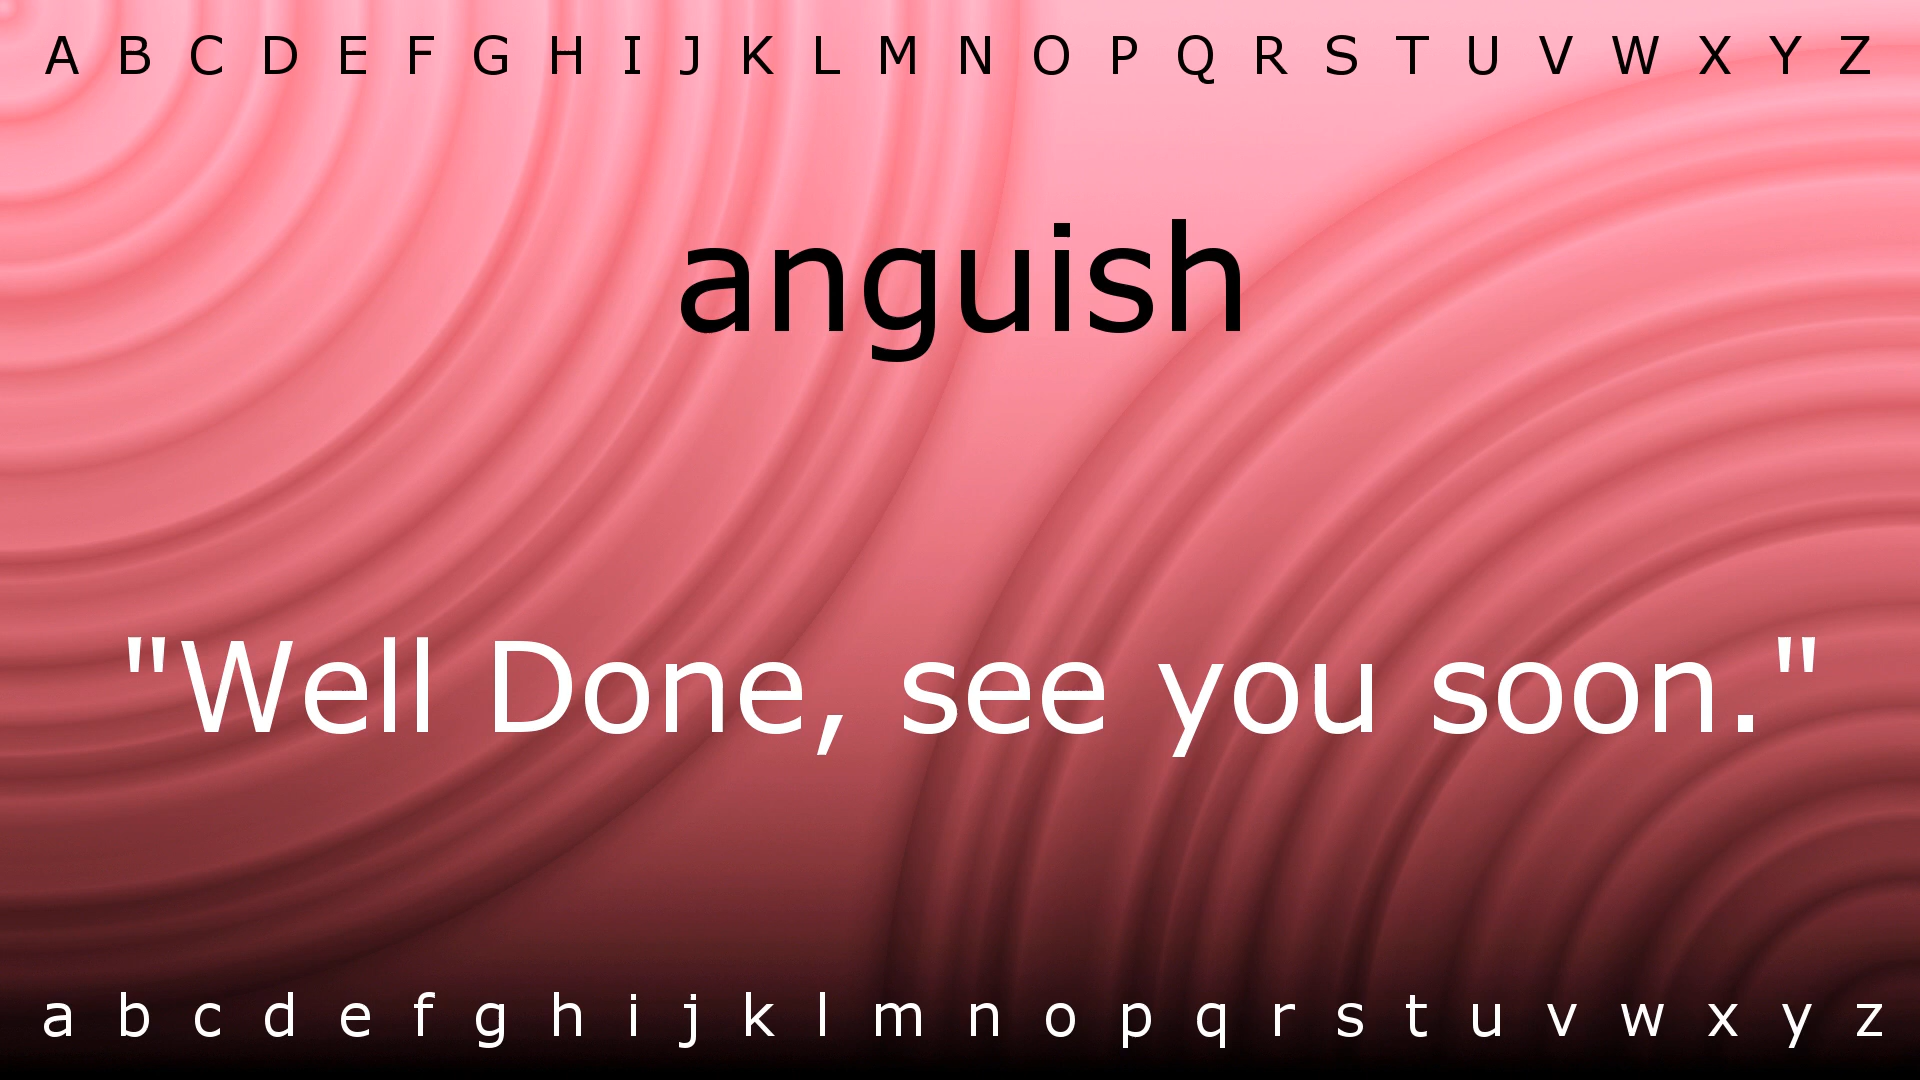 A B C D E F G H I J K L M N O P Q R S T U V W X Y Z
anguish
"Well Done, see you soon."
a b c d e f g h i j k l m n o p q r s t u v w x y z